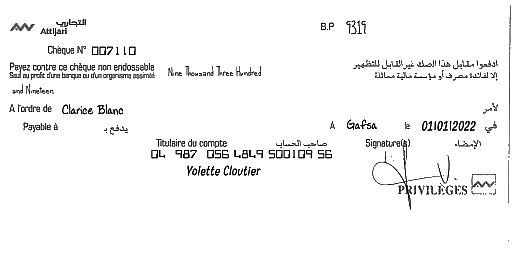 التجاري
Attijari
B.P 9319
Chèque N° 007110
Payez contre ce chèque non endossable
Seuf au profit d'une banque ou d'un organisme assimilé
Nine Thousand Three Hundred
ادفعوا مقابل هذا الصك غير القابل للتظهير
إلا لفائدة مصرف أو مؤسسة مالية مماثلة
and Nineteen
A l'ordre de Clarice Blanc
لأمر
Payable à يدفع بـ
A Gafsa le 01/01/2022 في
Titulaire du compte صاحب الحساب
Signature(s) الإمضاء
04 987 056 4849 500109 56
Yolette Cloutier
PRIVILÈGES